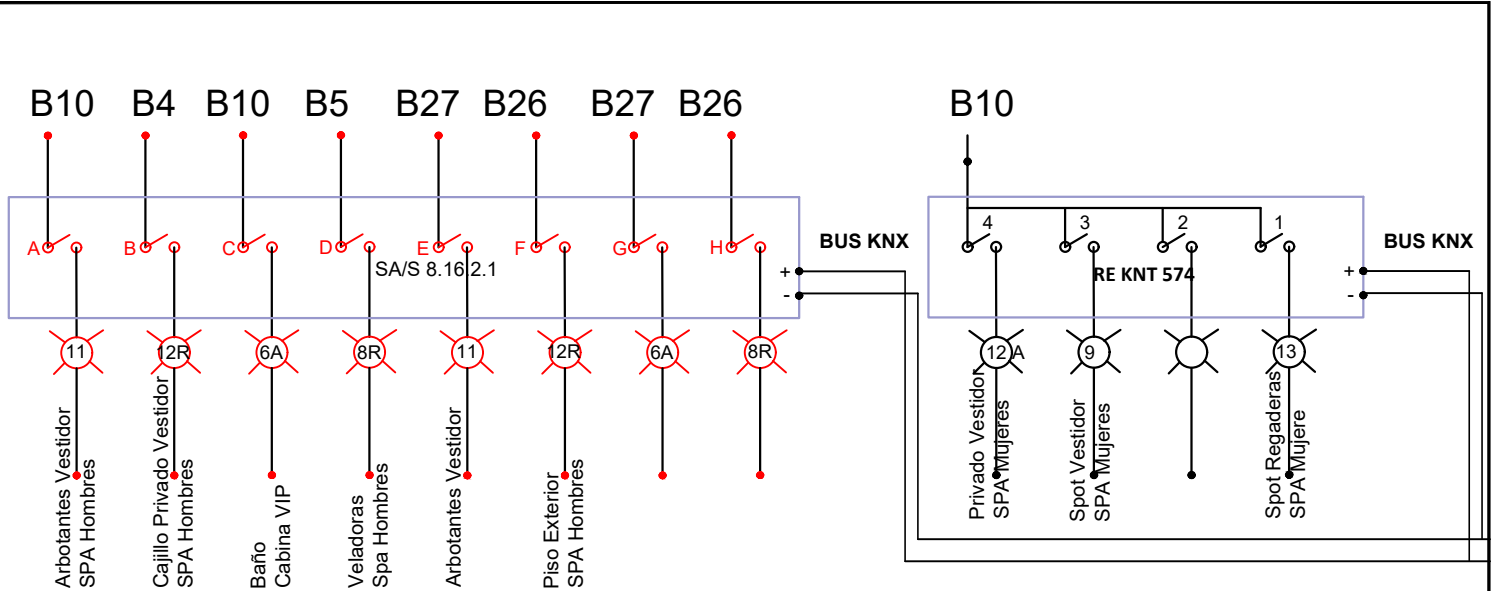 B10 B4 B10 B5 B27 B26 B27 B26 B10
4 3 2 1
A B C D E F G H
BUS KNX BUS KNX
SA/S 8.16.2.1
RE KNT 574
+ +
- -
11 12R 6A 8R 11 12R 6A 8R 12 A 9 13
Arbotantes Vestidor
SPA Hombres
Cajillo Privado Vestidor
SPA Hombres
Baño
Cabina VIP
Veladoras
Spa Hombres
Arbotantes Vestidor
Piso Exterior
SPA Hombres
Privado Vestidor
SPA Mujeres
Spot Vestidor
SPA Mujeres
Spot Regaderas
SPA Mujere